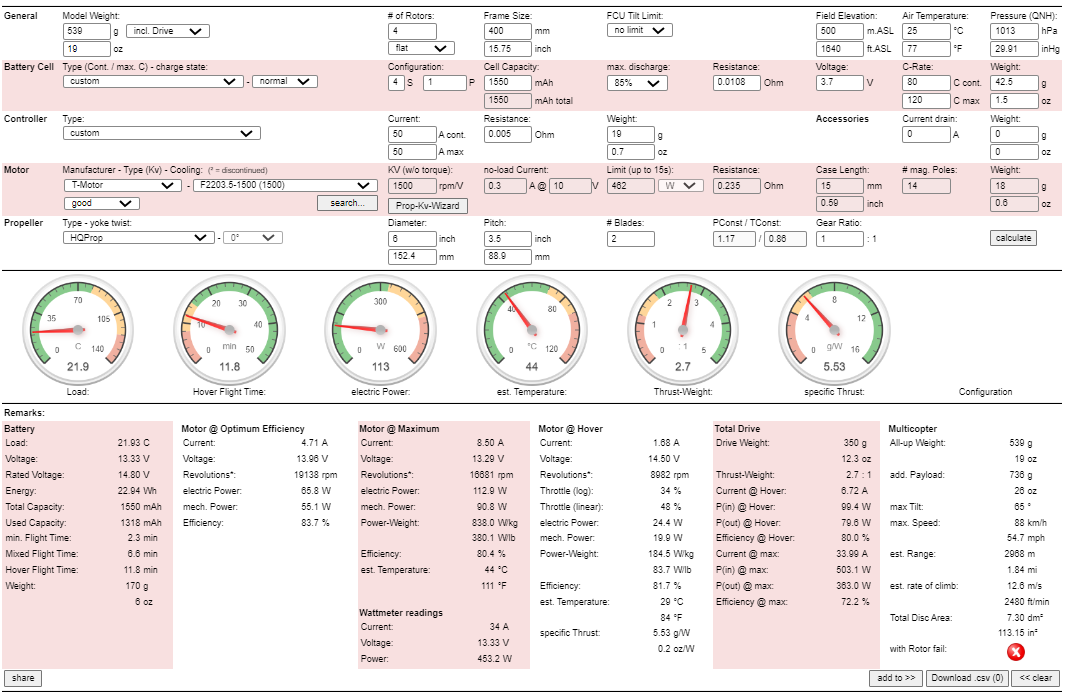 General Model Weight: # of Rotors: Frame Size: FCU Tilt Limit: Field Elevation: Air Temperature: Pressure (QNH):
539 g incl. Drive 4 400 mm no limit 500 m.ASL 25 °C 1013 hPa
19 oz flat 15.75 inch 1640 ft.ASL 77 °F 29.91 inHg
Battery Cell Type (Cont. / max. C) - charge state: Configuration: Cell Capacity: max. discharge: Resistance: Voltage: C-Rate: Weight:
custom - normal 4 S 1 P 1550 mAh 85% 0.0108 Ohm 3.7 V 80 C cont. 42.5 g
1550 mAh total 120 C max 1.5 oz
Controller Type: Current: Resistance: Weight: Accessories Current drain: Weight:
custom 50 A cont. 0.005 Ohm 19 g 0 A 0 g
50 A max 0.7 oz 0 oz
Motor Manufacturer - Type (Kv) - Cooling: (³ = discontinued) KV (w/o torque): no-load Current: Limit (up to 15s): Resistance: Case Length: # mag. Poles: Weight:
T-Motor - F2203.5-1500 (1500) 1500 rpm/V 0.3 A @ 10 V 462 W 0.235 Ohm 15 mm 14 18 g
good search... Prop-Kv-Wizard 0.59 inch 0.6 oz
Propeller Type - yoke twist: Diameter: Pitch: # Blades: PConst / TConst: Gear Ratio:
HQProp - 0° 6 inch 3.5 inch 2 1.17 / 0.86 1 : 1 calculate
152.4 mm 88.9 mm
0 35 70 105 140 C 21.9
0 10 20 30 40 50 min 11.8
0 300 600 W 113
0 40 80 120 °C 44
0 1 2 3 4 5 : 1 2.7
0 4 8 12 16 g/W 5.53
Load: Hover Flight Time: electric Power: est. Temperature: Thrust-Weight: specific Thrust: Configuration
Remarks:
Battery
Load: 21.93 C
Voltage: 13.33 V
Rated Voltage: 14.80 V
Energy: 22.94 Wh
Total Capacity: 1550 mAh
Used Capacity: 1318 mAh
min. Flight Time: 2.3 min
Mixed Flight Time: 6.6 min
Hover Flight Time: 11.8 min
Weight: 170 g
6 oz
Motor @ Optimum Efficiency
Current: 4.71 A
Voltage: 13.96 V
Revolutions*: 19138 rpm
electric Power: 65.8 W
mech. Power: 55.1 W
Efficiency: 83.7 %
Motor @ Maximum
Current: 8.50 A
Voltage: 13.29 V
Revolutions*: 16681 rpm
electric Power: 112.9 W
mech. Power: 90.8 W
Power-Weight: 838.0 W/kg
380.1 W/lb
Efficiency: 80.4 %
est. Temperature: 44 °C
111 °F
Wattmeter readings
Current: 34 A
Voltage: 13.33 V
Power: 453.2 W
Motor @ Hover
Current: 1.68 A
Voltage: 14.50 V
Revolutions*: 8982 rpm
Throttle (log): 34 %
Throttle (linear): 48 %
electric Power: 24.4 W
mech. Power: 19.9 W
Power-Weight: 184.5 W/kg
83.7 W/lb
Efficiency: 81.7 %
est. Temperature: 29 °C
84 °F
specific Thrust: 5.53 g/W
0.2 oz/W
Total Drive
Drive Weight: 350 g
12.3 oz
Thrust-Weight: 2.7 : 1
Current @ Hover: 6.72 A
P(in) @ Hover: 99.4 W
P(out) @ Hover: 79.6 W
Efficiency @ Hover: 80.0 %
Current @ max: 33.99 A
P(in) @ max: 503.1 W
P(out) @ max: 363.0 W
Efficiency @ max: 72.2 %
Multicopter
All-up Weight: 539 g
19 oz
add. Payload: 736 g
26 oz
max Tilt: 65 °
max. Speed: 88 km/h
54.7 mph
est. Range: 2968 m
1.84 mi
est. rate of climb: 12.6 m/s
2480 ft/min
Total Disc Area: 7.30 dm²
113.15 in²
with Rotor fail:
share add to >> Download .csv (0) << clear